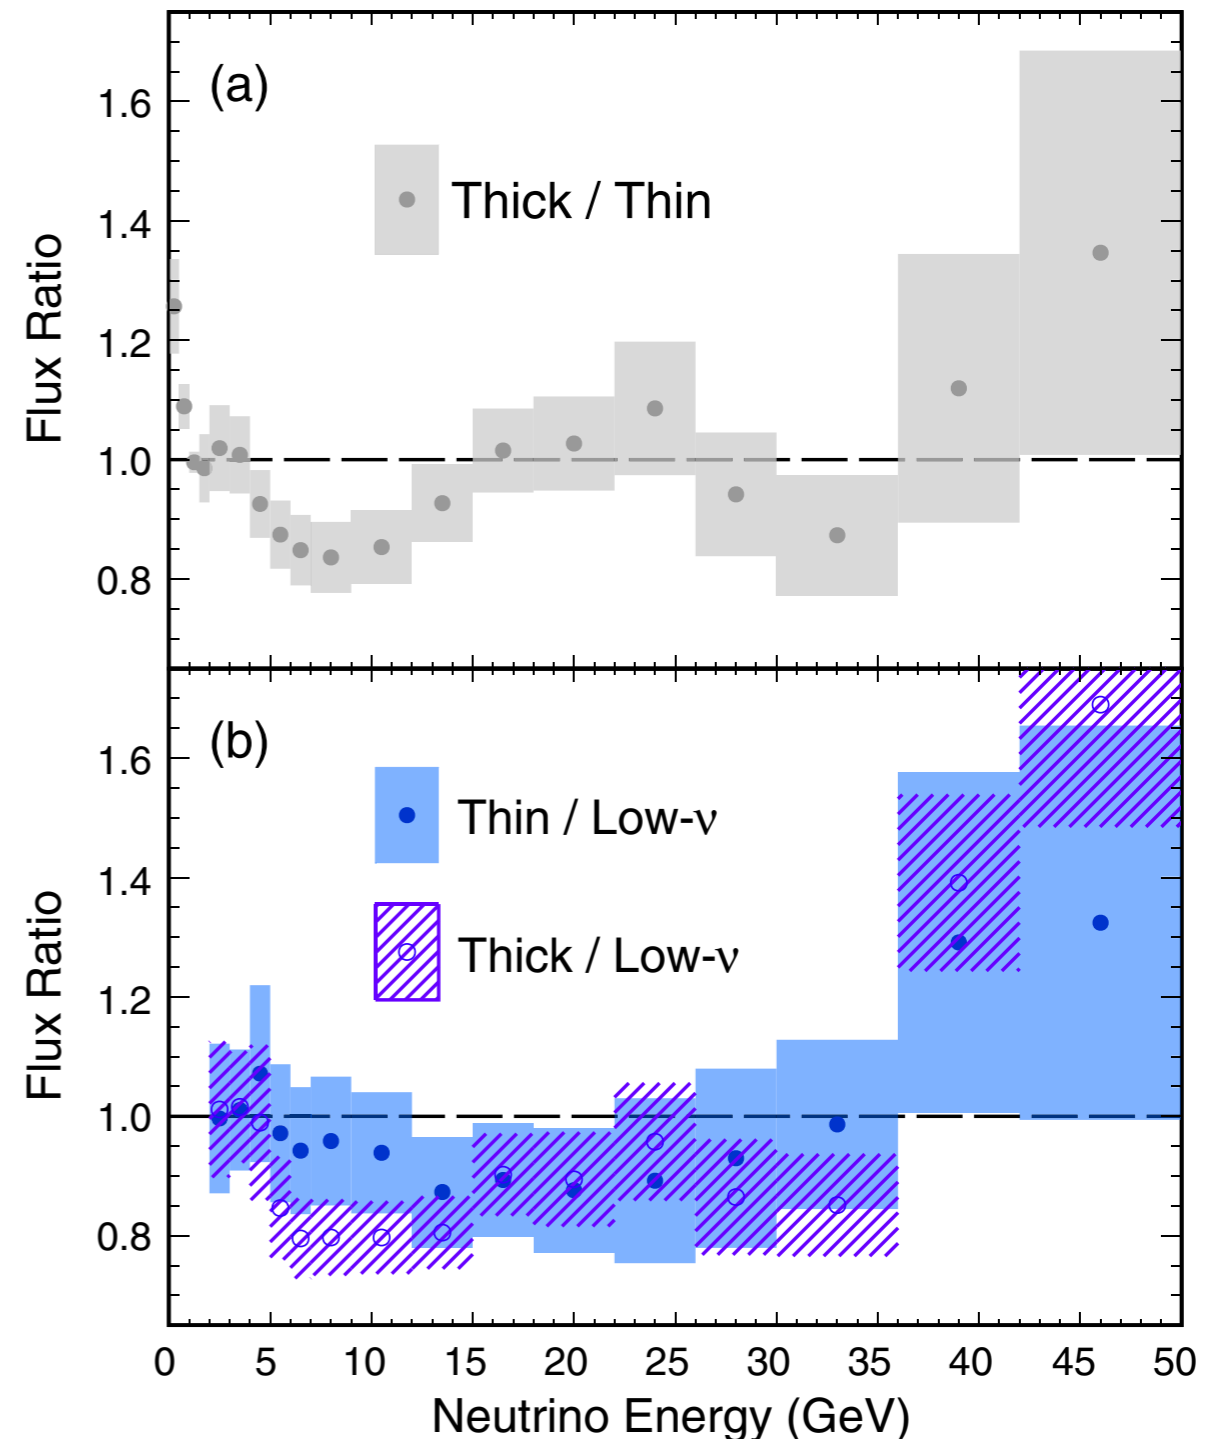 (a)
1.6
Thick / Thin
1.4
Flux Ratio
1.2
1.0
0.8
(b)
1.6
Thin / Low-ν
1.4
Thick / Low-ν
Flux Ratio
1.2
1.0
0.8
0 5 10 15 20 25 30 35 40 45 50
Neutrino Energy (GeV)